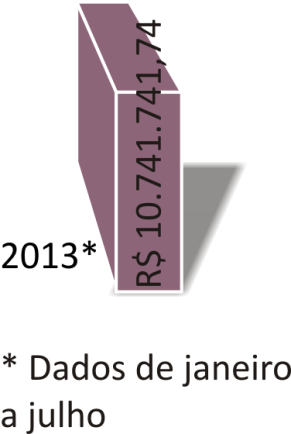 R$ 10.741.741,74
2013*
* Dados de janeiro
a julho